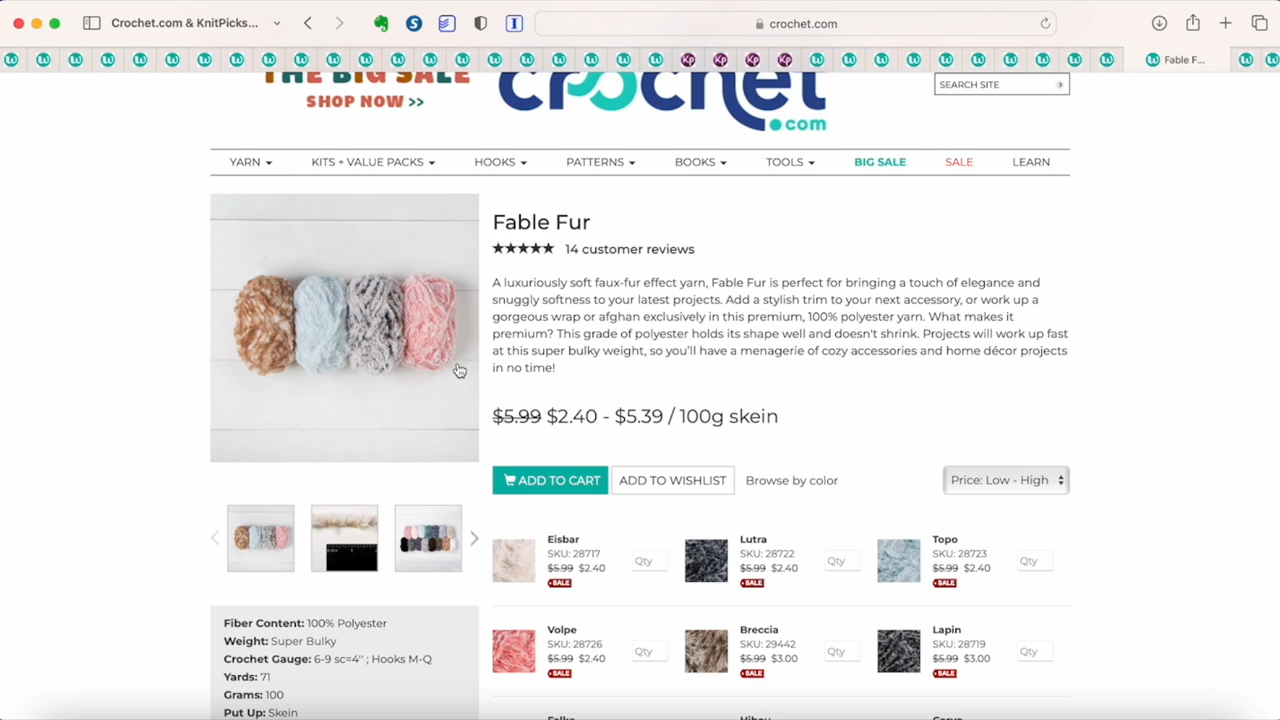 Crochet.com & KnitPicks...
crochet.com
Fable F...
THE BIG SALE
SHOP NOW >>
crochet
.com
SEARCH SITE
YARN KITS + VALUE PACKS HOOKS PATTERNS BOOKS TOOLS BIG SALE SALE LEARN
Fable Fur
14 customer reviews
A luxuriously soft faux-fur effect yarn, Fable Fur is perfect for bringing a touch of elegance and
snuggly softness to your latest projects. Add a stylish trim to your next accessory, or work up a
gorgeous wrap or afghan exclusively in this premium, 100% polyester yarn. What makes it
premium? This grade of polyester holds its shape well and doesn't shrink. Projects will work up fast
at this super bulky weight, so you'll have a menagerie of cozy accessories and home décor projects
in no time!
$5.99 $2.40 - $5.39 / 100g skein
ADD TO CART ADD TO WISHLIST Browse by color Price: Low - High
Eisbar
SKU: 28717
$5.99 $2.40
SALE
Qty
Lutra
SKU: 28722
$5.99 $2.40
SALE
Qty
Topo
SKU: 28723
$5.99 $2.40
SALE
Qty
Volpe
SKU: 28726
$5.99 $2.40
SALE
Qty
Breccia
SKU: 29442
$5.99 $3.00
SALE
Qty
Lapin
SKU: 28719
$5.99 $3.00
SALE
Qty
Fiber Content: 100% Polyester
Weight: Super Bulky
Crochet Gauge: 6-9 sc=4'' ; Hooks M-Q
Yards: 71
Grams: 100
Put Up: Skein